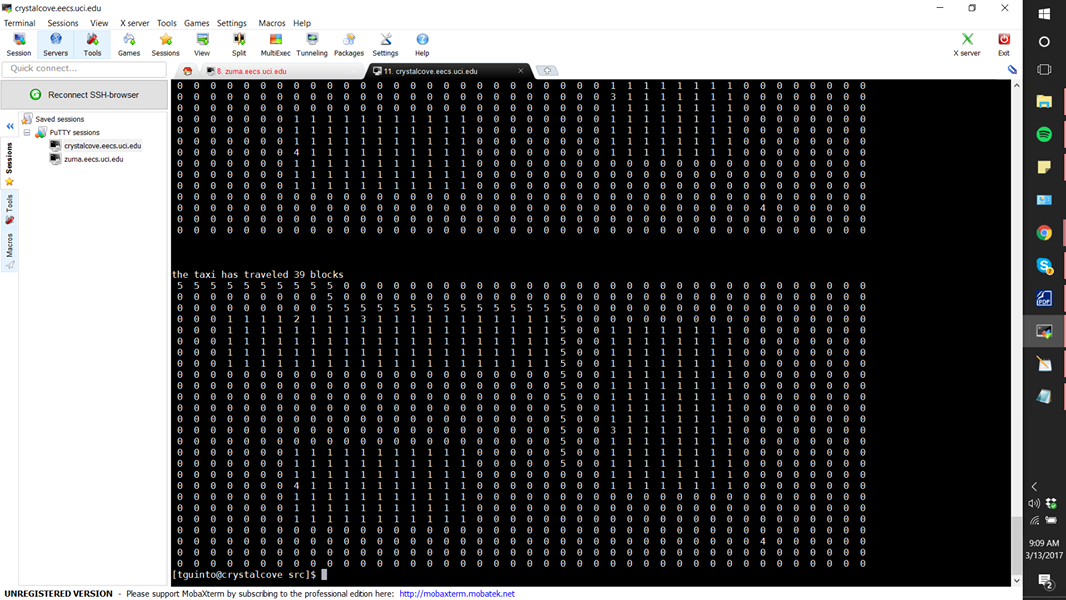 crystalcove.eecs.uci.edu
Terminal Sessions View X server Tools Games Settings Macros Help
Session Servers Tools Games Sessions View Split MultiExec Tunneling Packages Settings Help X server Exit
Quick connect...
8. zuma.eecs.uci.edu
11. crystalcove.eecs.uci.edu
Reconnect SSH-browser
Saved sessions
PuTTY sessions
crystalcove.eecs.uci.edu
zuma.eecs.uci.edu
Sessions
Tools
Macros
0 0 0 0 0 0 0 0 0 0 0 0 0 0 0 0 0 0 0 0 0 0 0 0 0 0 1 1 1 1 1 1 1 1 0 0 0 0 0 0 0 0
0 0 0 0 0 0 0 0 0 0 0 0 0 0 0 0 0 0 0 0 0 0 0 0 0 0 3 1 1 1 1 1 1 1 0 0 0 0 0 0 0 0
0 0 0 0 0 0 0 0 0 0 0 0 0 0 0 0 0 0 0 0 0 0 0 0 0 0 1 1 1 1 1 1 1 1 0 0 0 0 0 0 0 0
0 0 0 0 0 0 0 1 1 1 1 1 1 1 1 1 1 1 0 0 0 0 0 0 0 0 1 1 1 1 1 1 1 1 0 0 0 0 0 0 0 0
0 0 0 0 0 0 0 1 1 1 1 1 1 1 1 1 1 1 0 0 0 0 0 0 0 0 1 1 1 1 1 1 1 1 0 0 0 0 0 0 0 0
0 0 0 0 0 0 0 1 1 1 1 1 1 1 1 1 1 1 0 0 0 0 0 0 0 0 1 1 1 1 1 1 1 1 0 0 0 0 0 0 0 0
0 0 0 0 0 0 0 4 1 1 1 1 1 1 1 1 1 1 0 0 0 0 0 0 0 0 1 1 1 1 1 1 1 1 0 0 0 0 0 0 0 0
0 0 0 0 0 0 0 1 1 1 1 1 1 1 1 1 1 1 0 0 0 0 0 0 0 0 0 0 0 0 0 0 0 0 0 0 0 0 0 0 0 0
0 0 0 0 0 0 0 1 1 1 1 1 1 1 1 1 1 1 0 0 0 0 0 0 0 0 0 0 0 0 0 0 0 0 0 0 0 0 0 0 0 0
0 0 0 0 0 0 0 1 1 1 1 1 1 1 1 1 1 1 0 0 0 0 0 0 0 0 0 0 0 0 0 0 0 0 0 0 0 0 0 0 0 0
0 0 0 0 0 0 0 0 0 0 0 0 0 0 0 0 0 0 0 0 0 0 0 0 0 0 0 0 0 0 0 0 0 0 0 0 0 0 0 0 0 0
0 0 0 0 0 0 0 0 0 0 0 0 0 0 0 0 0 0 0 0 0 0 0 0 0 0 0 0 0 0 0 0 0 0 0 4 0 0 0 0 0 0
0 0 0 0 0 0 0 0 0 0 0 0 0 0 0 0 0 0 0 0 0 0 0 0 0 0 0 0 0 0 0 0 0 0 0 0 0 0 0 0 0 0
0 0 0 0 0 0 0 0 0 0 0 0 0 0 0 0 0 0 0 0 0 0 0 0 0 0 0 0 0 0 0 0 0 0 0 0 0 0 0 0 0 0
the taxi has traveled 39 blocks
5 5 5 5 5 5 5 5 5 5 0 0 0 0 0 0 0 0 0 0 0 0 0 0 0 0 0 0 0 0 0 0 0 0 0 0 0 0 0 0 0 0
0 0 0 0 0 0 0 0 0 5 0 0 0 0 0 0 0 0 0 0 0 0 0 0 0 0 0 0 0 0 0 0 0 0 0 0 0 0 0 0 0 0
0 0 0 0 0 0 0 0 0 5 5 5 5 5 5 5 5 5 5 5 5 5 5 5 0 0 0 0 0 0 0 0 0 0 0 0 0 0 0 0 0 0
0 0 0 1 1 1 1 2 1 1 1 3 1 1 1 1 1 1 1 1 1 1 1 5 0 0 0 0 0 0 0 0 0 0 0 0 0 0 0 0 0 0
0 0 0 1 1 1 1 1 1 1 1 1 1 1 1 1 1 1 1 1 1 1 1 5 0 0 1 1 1 1 1 1 1 1 0 0 0 0 0 0 0 0
0 0 0 1 1 1 1 1 1 1 1 1 1 1 1 1 1 1 1 1 1 1 1 5 0 0 1 1 1 1 1 1 1 1 0 0 0 0 0 0 0 0
0 0 0 1 1 1 1 1 1 1 1 1 1 1 1 1 1 1 1 1 1 1 1 5 0 0 1 1 1 1 1 1 1 1 0 0 0 0 0 0 0 0
0 0 0 1 1 1 1 1 1 1 1 1 1 1 1 1 1 1 1 1 1 1 1 5 0 0 1 1 1 1 1 1 1 1 0 0 0 0 0 0 0 0
0 0 0 0 0 0 0 0 0 0 0 0 0 0 0 0 0 0 0 0 0 0 0 5 0 0 1 1 1 1 1 1 1 1 0 0 0 0 0 0 0 0
0 0 0 0 0 0 0 0 0 0 0 0 0 0 0 0 0 0 0 0 0 0 0 5 0 0 1 1 1 1 1 1 1 1 0 0 0 0 0 0 0 0
0 0 0 0 0 0 0 0 0 0 0 0 0 0 0 0 0 0 0 0 0 0 0 5 0 0 1 1 1 1 1 1 1 1 0 0 0 0 0 0 0 0
0 0 0 0 0 0 0 0 0 0 0 0 0 0 0 0 0 0 0 0 0 0 0 5 0 0 1 1 1 1 1 1 1 1 0 0 0 0 0 0 0 0
0 0 0 0 0 0 0 0 0 0 0 0 0 0 0 0 0 0 0 0 0 0 0 5 0 0 1 1 1 1 1 1 1 1 0 0 0 0 0 0 0 0
0 0 0 0 0 0 0 0 0 0 0 0 0 0 0 0 0 0 0 0 0 0 0 5 0 0 3 1 1 1 1 1 1 1 0 0 0 0 0 0 0 0
0 0 0 0 0 0 0 0 0 0 0 0 0 0 0 0 0 0 0 0 0 0 0 5 0 0 1 1 1 1 1 1 1 1 0 0 0 0 0 0 0 0
0 0 0 0 0 0 0 1 1 1 1 1 1 1 1 1 1 1 0 0 0 0 0 5 0 0 1 1 1 1 1 1 1 1 0 0 0 0 0 0 0 0
0 0 0 0 0 0 0 1 1 1 1 1 1 1 1 1 1 1 0 0 0 0 0 5 0 0 1 1 1 1 1 1 1 1 0 0 0 0 0 0 0 0
0 0 0 0 0 0 0 1 1 1 1 1 1 1 1 1 1 1 0 0 0 0 0 0 0 0 1 1 1 1 1 1 1 1 0 0 0 0 0 0 0 0
0 0 0 0 0 0 0 4 1 1 1 1 1 1 1 1 1 1 0 0 0 0 0 0 0 0 1 1 1 1 1 1 1 1 0 0 0 0 0 0 0 0
0 0 0 0 0 0 0 1 1 1 1 1 1 1 1 1 1 1 0 0 0 0 0 0 0 0 0 0 0 0 0 0 0 0 0 0 0 0 0 0 0 0
0 0 0 0 0 0 0 1 1 1 1 1 1 1 1 1 1 1 0 0 0 0 0 0 0 0 0 0 0 0 0 0 0 0 0 0 0 0 0 0 0 0
0 0 0 0 0 0 0 1 1 1 1 1 1 1 1 1 1 1 0 0 0 0 0 0 0 0 0 0 0 0 0 0 0 0 0 0 0 0 0 0 0 0
0 0 0 0 0 0 0 0 0 0 0 0 0 0 0 0 0 0 0 0 0 0 0 0 0 0 0 0 0 0 0 0 0 0 0 0 0 0 0 0 0 0
0 0 0 0 0 0 0 0 0 0 0 0 0 0 0 0 0 0 0 0 0 0 0 0 0 0 0 0 0 0 0 0 0 0 0 4 0 0 0 0 0 0
0 0 0 0 0 0 0 0 0 0 0 0 0 0 0 0 0 0 0 0 0 0 0 0 0 0 0 0 0 0 0 0 0 0 0 0 0 0 0 0 0 0
0 0 0 0 0 0 0 0 0 0 0 0 0 0 0 0 0 0 0 0 0 0 0 0 0 0 0 0 0 0 0 0 0 0 0 0 0 0 0 0 0 0
[tguinto@crystalcove src]$
UNREGISTERED VERSION - Please support MobaXterm by subscribing to the professional edition here: http://mobaxterm.mobatek.net
PDF
9:09 AM
3/13/2017
2